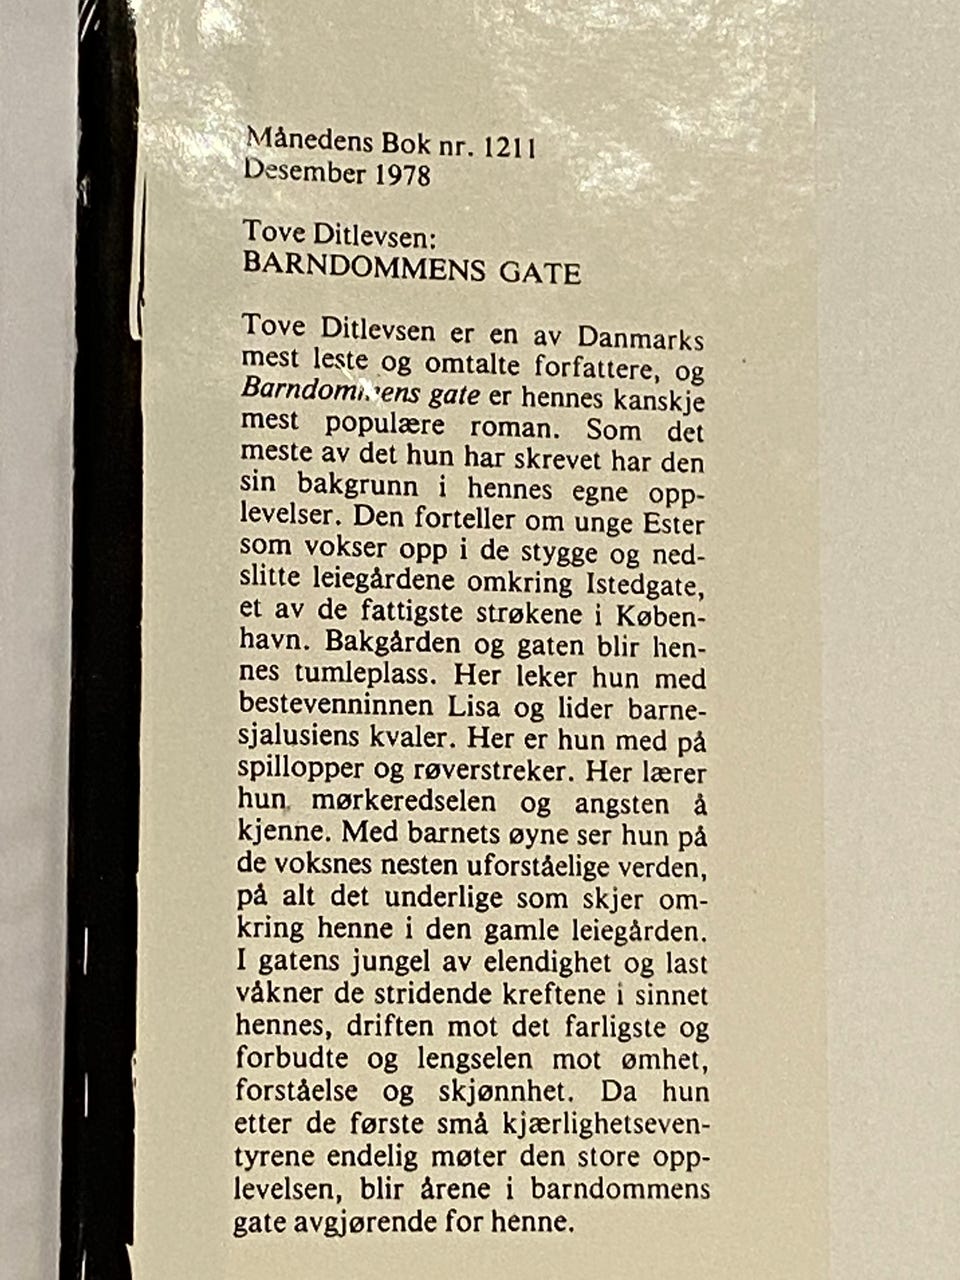 Månedens Bok nr. 1211
Desember 1978
Tove Ditlevsen:
BARNDOMMENS GATE
Tove Ditlevsen er en av Danmarks
mest leste og omtalte forfattere, og
Barndommens gate er hennes kanskje
mest populære roman. Som det
meste av det hun har skrevet har den
sin bakgrunn i hennes egne opp-
levelser. Den forteller om unge Ester
som vokser opp i de stygge og ned-
slitte leiegårdene omkring Istedgate,
et av de fattigste strøkene i Køben-
havn. Bakgården og gaten blir hen-
nes tumleplass. Her leker hun med
bestevenninnen Lisa og lider barne-
sjalusiens kvaler. Her er hun med på
spillopper og røverstreker. Her lærer
hun mørkeredselen og angsten å
kjenne. Med barnets øyne ser hun på
de voksnes nesten uforståelige verden,
på alt det underlige som skjer om-
kring henne i den gamle leiegården.
I gatens jungel av elendighet og last
våkner de stridende kreftene i sinnet
hennes, driften mot det farligste og
forbudte og lengselen mot ømhet,
forståelse og skjønnhet. Da hun
etter de første små kjærlighetseven-
tyrene endelig møter den store opp-
levelsen, blir årene i barndommens
gate avgjørende for henne.